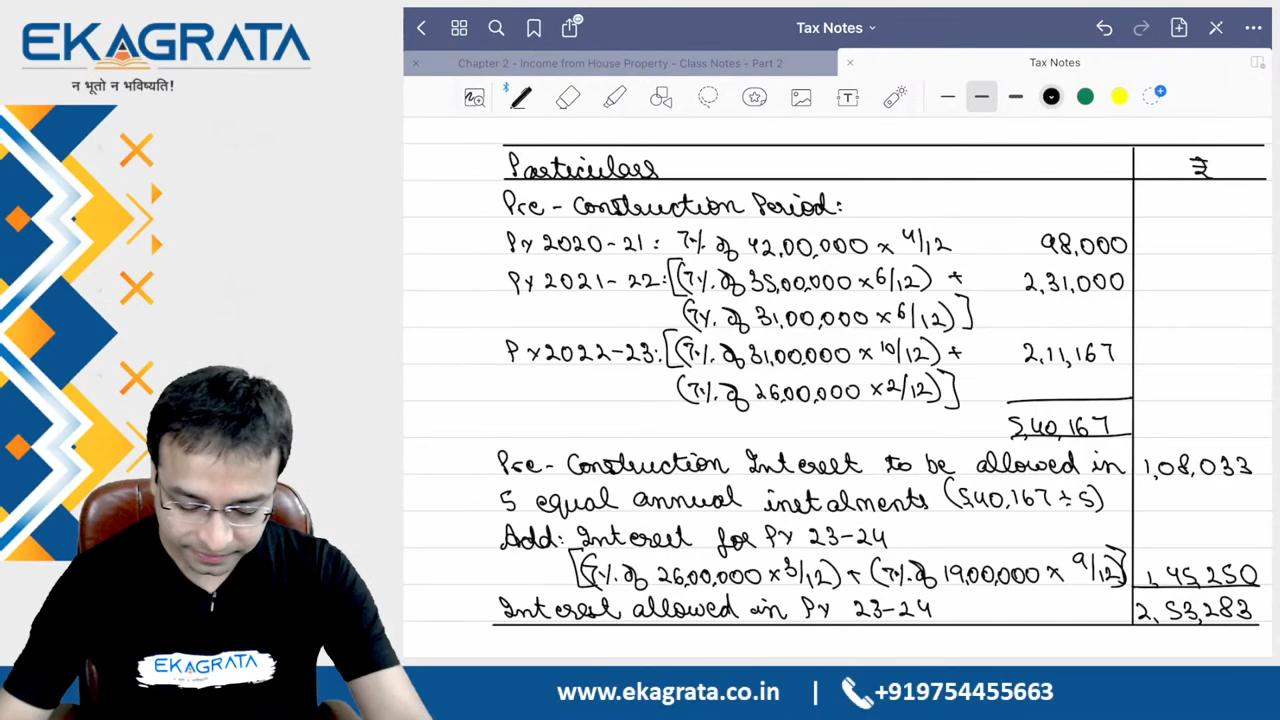 EKAGRATA
न भूतो न भविष्यति!
Tax Notes
Chapter 2 - Income from House Property - Class Notes - Part 2
Tax Notes
Particulars ₹
Pre - Construction Period:
Py 2020-21: 7% of 42,00,000 x 4/12 98,000
Py 2021-22: [(7% of 35,00,000 x 6/12) + 2,31,000
(7% of 31,00,000 x 6/12)]
Py 2022-23: [(7% of 31,00,000 x 10/12) + 2,11,167
(7% of 26,00,000 x 2/12)]
5,40,167
Pre - Construction Interest to be allowed in 1,08,033
5 equal annual instalments (5,40,167 ÷ 5)
Add: Interest for Py 23-24
[(7% of 26,00,000 x 3/12) + (7% of 19,00,000 x 9/12)] 1,45,250
Interest allowed in Py 23-24 2,53,283
EKAGRATA
www.ekagrata.co.in | +919754455663